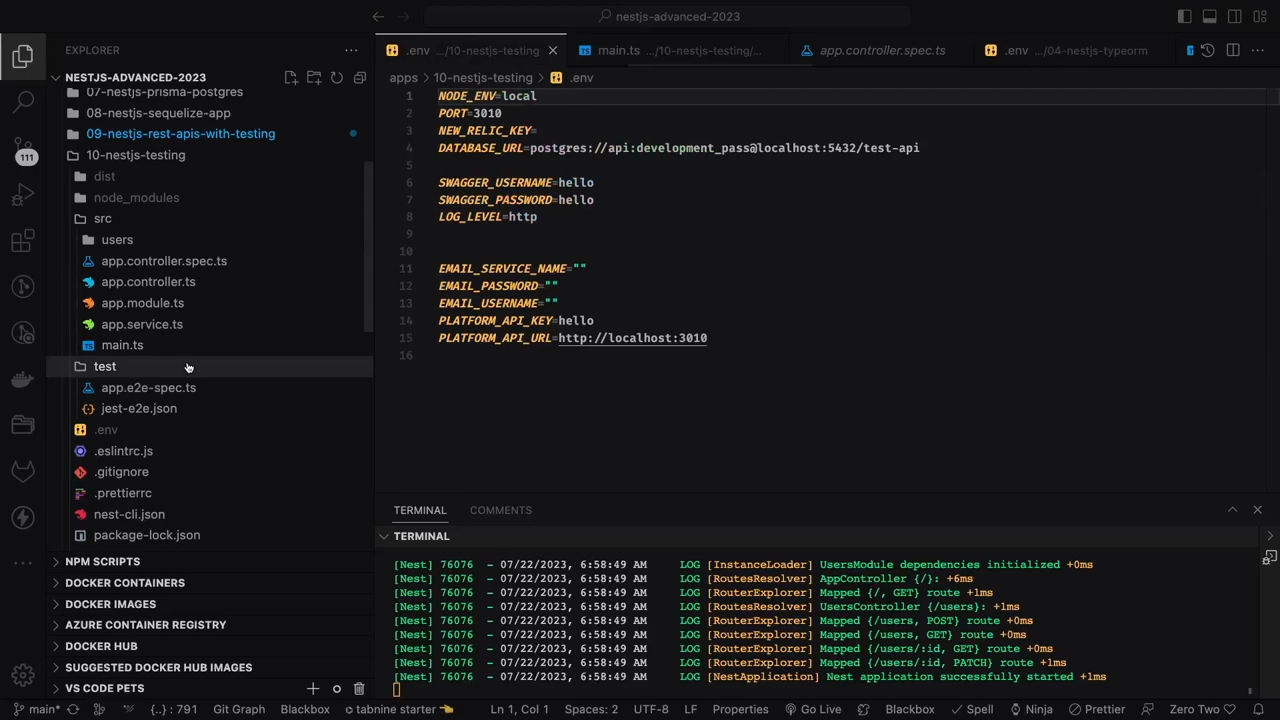 nestjs-advanced-2023
EXPLORER
NESTJS-ADVANCED-2023
07-nestjs-prisma-postgres
08-nestjs-sequelize-app
09-nestjs-rest-apis-with-testing
10-nestjs-testing
dist
node_modules
src
users
app.controller.spec.ts
app.controller.ts
app.module.ts
app.service.ts
main.ts
test
app.e2e-spec.ts
jest-e2e.json
.env
.eslintrc.js
.gitignore
.prettierrc
nest-cli.json
package-lock.json
NPM SCRIPTS
DOCKER CONTAINERS
DOCKER IMAGES
AZURE CONTAINER REGISTRY
DOCKER HUB
SUGGESTED DOCKER HUB IMAGES
VS CODE PETS
111
.env .../10-nestjs-testing
main.ts .../10-nestjs-testing/...
app.controller.spec.ts
.env .../04-nestjs-typeorm
apps > 10-nestjs-testing > .env
1 NODE_ENV=local
2 PORT=3010
3 NEW_RELIC_KEY=
4 DATABASE_URL=postgres://api:development_pass@localhost:5432/test-api
5
6 SWAGGER_USERNAME=hello
7 SWAGGER_PASSWORD=hello
8 LOG_LEVEL=http
9
10
11 EMAIL_SERVICE_NAME=""
12 EMAIL_PASSWORD=""
13 EMAIL_USERNAME=""
14 PLATFORM_API_KEY=hello
15 PLATFORM_API_URL=http://localhost:3010
16
TERMINAL COMMENTS
TERMINAL
[Nest] 76076 - 07/22/2023, 6:58:49 AM LOG [InstanceLoader] UsersModule dependencies initialized +0ms
[Nest] 76076 - 07/22/2023, 6:58:49 AM LOG [RoutesResolver] AppController {/}: +6ms
[Nest] 76076 - 07/22/2023, 6:58:49 AM LOG [RouterExplorer] Mapped {/, GET} route +1ms
[Nest] 76076 - 07/22/2023, 6:58:49 AM LOG [RoutesResolver] UsersController {/users}: +1ms
[Nest] 76076 - 07/22/2023, 6:58:49 AM LOG [RouterExplorer] Mapped {/users, POST} route +0ms
[Nest] 76076 - 07/22/2023, 6:58:49 AM LOG [RouterExplorer] Mapped {/users, GET} route +0ms
[Nest] 76076 - 07/22/2023, 6:58:49 AM LOG [RouterExplorer] Mapped {/users/:id, GET} route +0ms
[Nest] 76076 - 07/22/2023, 6:58:49 AM LOG [RouterExplorer] Mapped {/users/:id, PATCH} route +1ms
[Nest] 76076 - 07/22/2023, 6:58:49 AM LOG [NestApplication] Nest application successfully started +1ms
main* {..} : 791 Git Graph Blackbox tabnine starter Ln 1, Col 1 Spaces: 2 UTF-8 LF Properties Go Live Blackbox Spell Ninja Prettier Zero Two